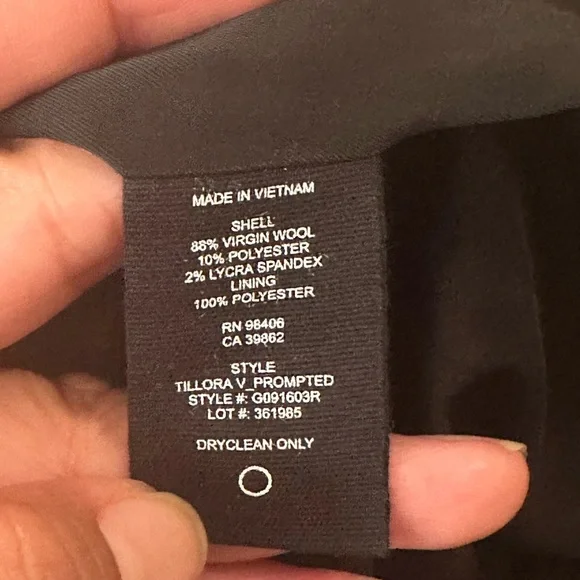 MADE IN VIETNAM
SHELL
88% VIRGIN WOOL
10% POLYESTER
2% LYCRA SPANDEX
LINING
100% POLYESTER
RN 98406
CA 39862
STYLE
TILLORA V_PROMPTED
STYLE #: G091603R
LOT #: 361985
DRYCLEAN ONLY